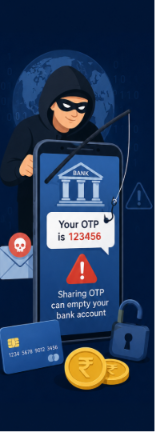 BANK
Your OTP
is 123456
Sharing OTP
can empty your
bank account
1234 5678 9012 3456
₹
₹